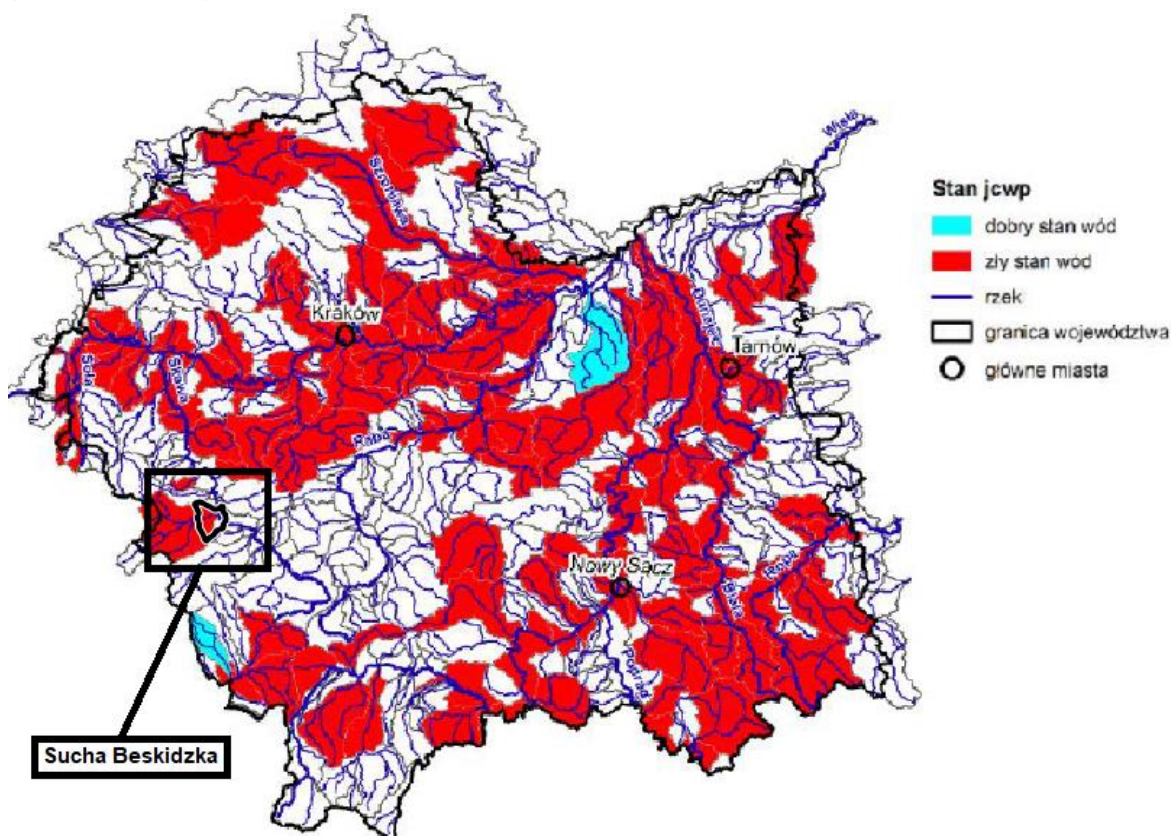 Wisła
Szreniawa
Stan jcwp
dobry stan wód
zły stan wód
rzek
granica województwa
główne miasta
Kraków
Dunajec
Tarnów
Soła
Skawa
Raba
Nowy Sącz
Ropa
Biała
Poprad
Sucha Beskidzka